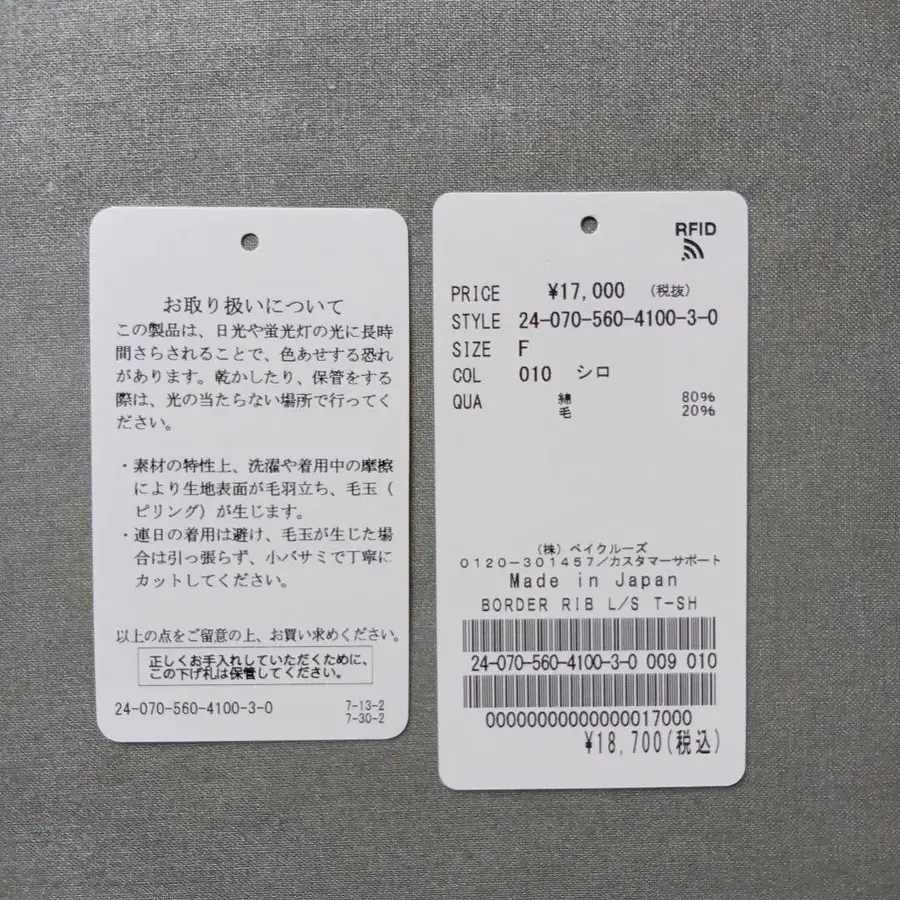 お取り扱いについて
この製品は、日光や蛍光灯の光に長時
間さらされることで、色あせする恐れ
があります。乾かしたり、保管をする
際は、光の当たらない場所で行ってく
ださい。
・素材の特性上、洗濯や着用中の摩擦
により生地表面が毛羽立ち、毛玉（
ピリング）が生じます。
・連日の着用は避け、毛玉が生じた場
合は引っ張らず、小バサミで丁寧に
カットしてください。
以上の点をご留意の上、お買い求めください。
正しくお手入れしていただくために、
この下げ札は保管してください。
24-070-560-4100-3-0 7-13-2
7-30-2
RFID
PRICE ¥17,000 (税抜)
STYLE 24-070-560-4100-3-0
SIZE F
COL 010 シロ
QUA 綿 80%
毛 20%
(株) ベイクルーズ
0120-301457/カスタマーサポート
Made in Japan
BORDER RIB L/S T-SH
24-070-560-4100-3-0 009 010
00000000000000017000
¥18,700(税込)